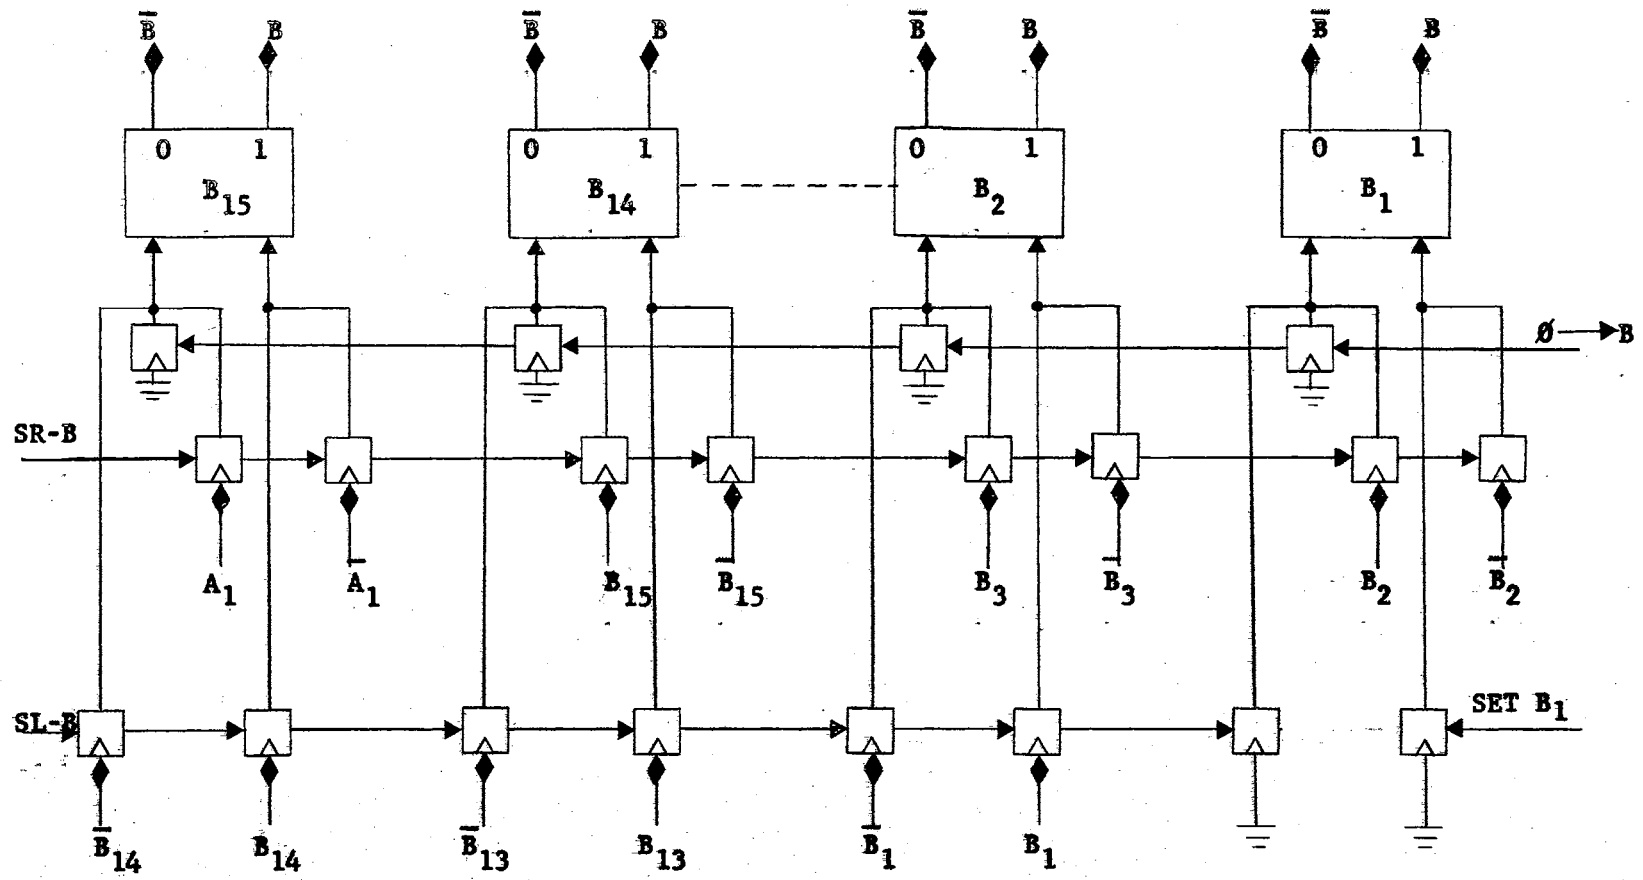 B̅ B B̅ B B̅ B B̅ B
0 1 0 1 0 1 0 1
B15 B14 B2 B1
Ø B
SR-B
A1 A̅1 B15 B̅15 B3 B̅3 B2 B̅2
SL-B SET B1
B̅14 B14 B̅13 B13 B̅1 B1